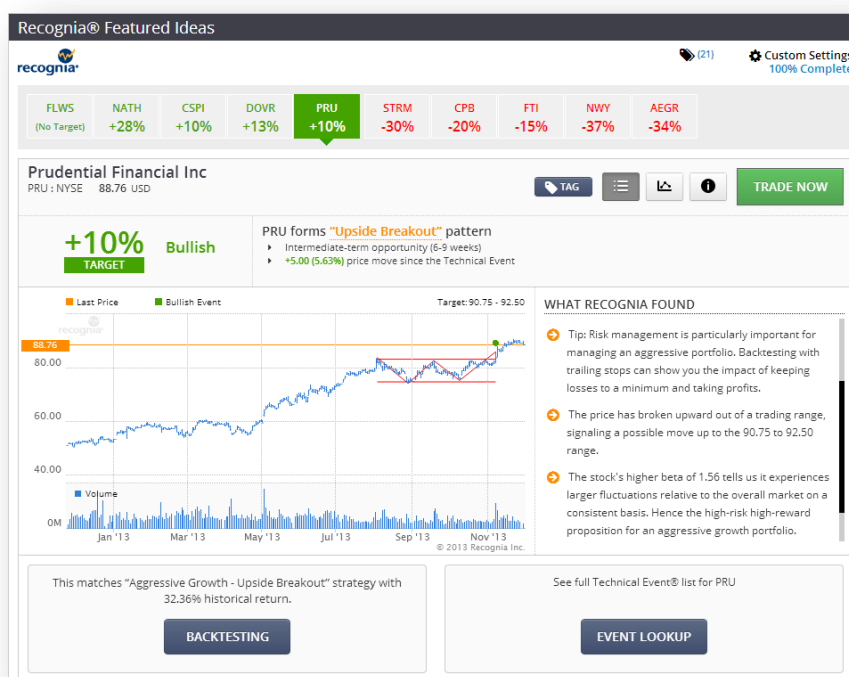 Recognia® Featured Ideas
recognia
(21)
Custom Settings
100% Complete
FLWS NATH CSPI DOVR PRU STRM CPB FTI NWY AEGR
(No Target) +28% +10% +13% +10% -30% -20% -15% -37% -34%
Prudential Financial Inc
PRU : NYSE 88.76 USD
TAG
TRADE NOW
+10%
TARGET
Bullish
PRU forms "Upside Breakout" pattern
Intermediate-term opportunity (6-9 weeks)
+5.00 (5.63%) price move since the Technical Event
Last Price Bullish Event Target: 90.75 - 92.50
recognia
88.76
80.00
60.00
40.00
Volume
0M
Jan '13 Mar '13 May '13 Jul '13 Sep '13 Nov '13
© 2013 Recognia Inc.
WHAT RECOGNIA FOUND
Tip: Risk management is particularly important for
managing an aggressive portfolio. Backtesting with
trailing stops can show you the impact of keeping
losses to a minimum and taking profits.
The price has broken upward out of a trading range,
signaling a possible move up to the 90.75 to 92.50
range.
The stock's higher beta of 1.56 tells us it experiences
larger fluctuations relative to the overall market on a
consistent basis. Hence the high-risk high-reward
proposition for an aggressive growth portfolio.
This matches "Aggressive Growth - Upside Breakout" strategy with
32.36% historical return.
BACKTESTING
See full Technical Event® list for PRU
EVENT LOOKUP